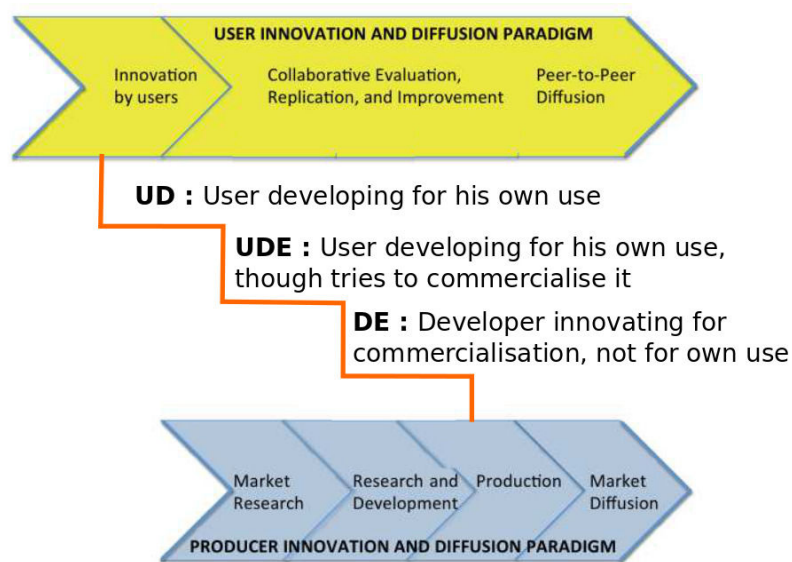 USER INNOVATION AND DIFFUSION PARADIGM
Innovation
by users
Collaborative Evaluation,
Replication, and Improvement
Peer-to-Peer
Diffusion
UD : User developing for his own use
UDE : User developing for his own use,
though tries to commercialise it
DE : Developer innovating for
commercialisation, not for own use
Market
Research
Research and
Development
Production
Market
Diffusion
PRODUCER INNOVATION AND DIFFUSION PARADIGM